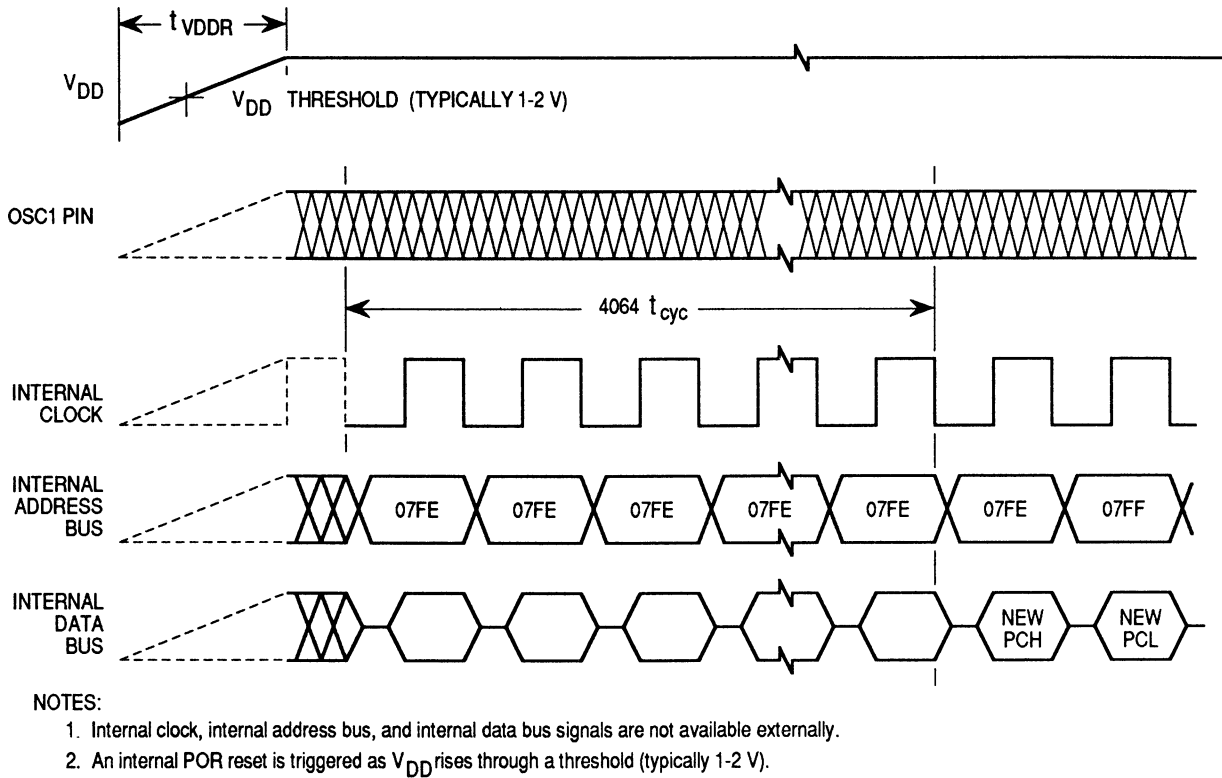 t VDDR
VDD
VDD THRESHOLD (TYPICALLY 1-2 V)
OSC1 PIN
4064 tcyc
INTERNAL
CLOCK
INTERNAL
ADDRESS
BUS
07FE 07FE 07FE 07FE 07FE 07FE 07FF
INTERNAL
DATA
BUS
NEW
PCH
NEW
PCL
NOTES:
1. Internal clock, internal address bus, and internal data bus signals are not available externally.
2. An internal POR reset is triggered as VDD rises through a threshold (typically 1-2 V).